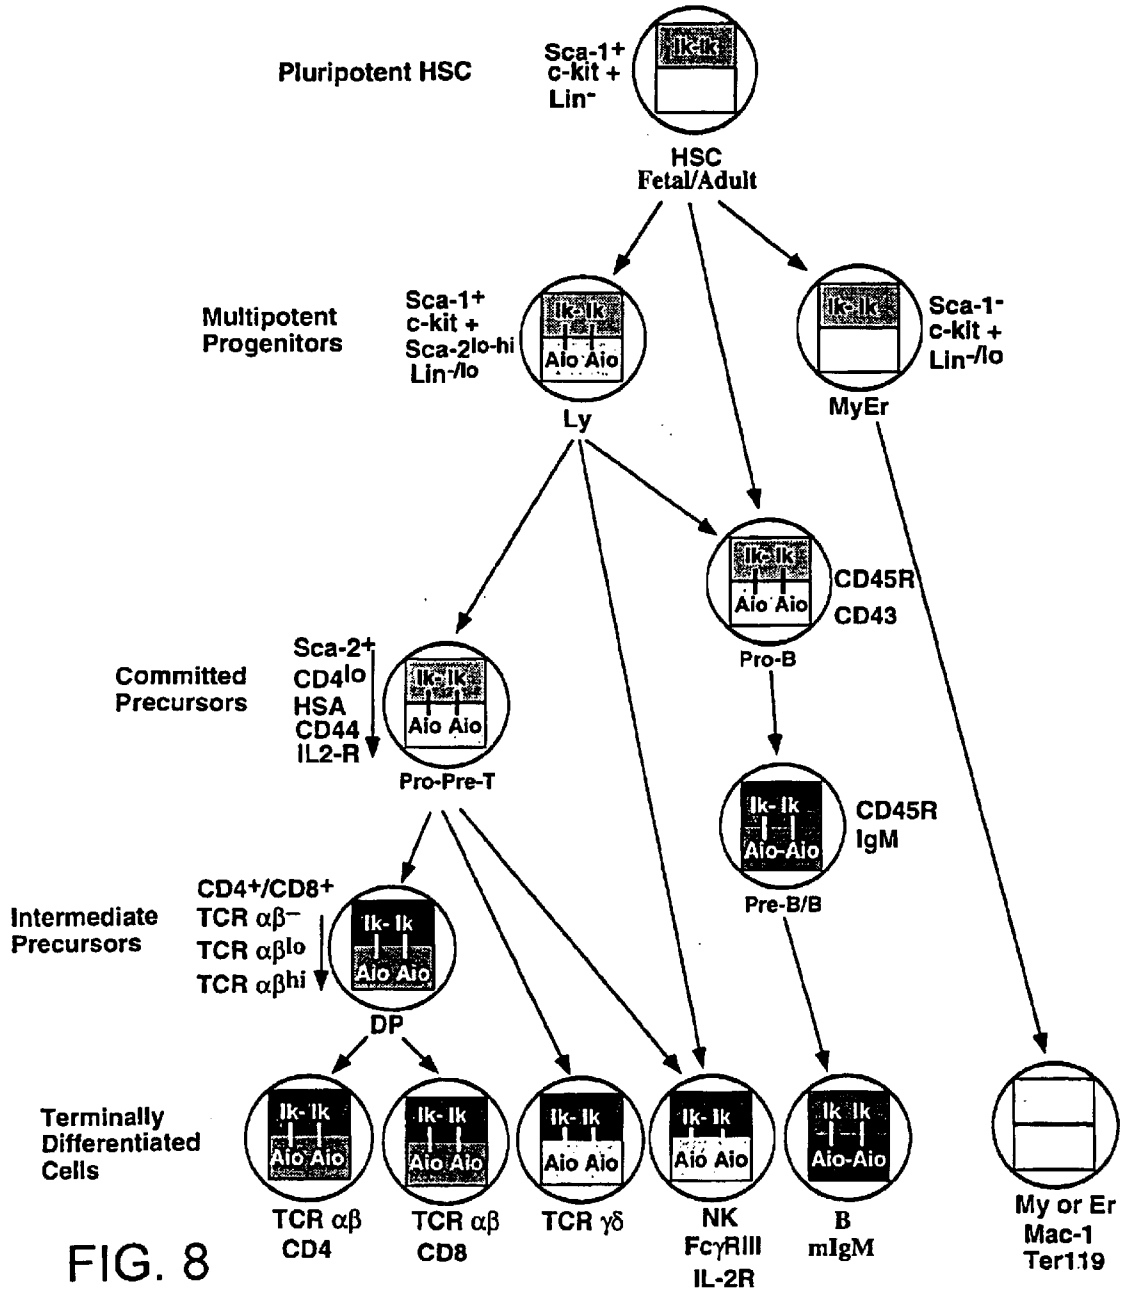 Pluripotent HSC
Sca-1+
c-kit +
Lin-
Ik-Ik
HSC
Fetal/Adult
Multipotent
Progenitors
Sca-1+
c-kit +
Sca-2lo-hi
Lin-/lo
Ik- Ik
Aio Aio
Ly
Ik- Ik
MyEr
Sca-1-
c-kit +
Lin-/lo
Ik- Ik
Aio Aio
Pro-B
CD45R
CD43
Committed
Precursors
Sca-2+
CD4lo
HSA
CD44
IL2-R
Ik- Ik
Aio Aio
Pro-Pre-T
Ik- Ik
Aio-Aio
Pre-B/B
CD45R
IgM
Intermediate
Precursors
CD4+/CD8+
TCR αβ–
TCR αβlo
TCR αβhi
Ik- Ik
Aio Aio
DP
Terminally
Differentiated
Cells
Ik- Ik
Aio Aio
TCR αβ
CD4
Ik- Ik
Aio Aio
TCR αβ
CD8
Ik- Ik
Aio Aio
TCR γδ
Ik- Ik
Aio Aio
NK
FcγRIII
IL-2R
Ik Ik
Aio-Aio
B
mIgM
My or Er
Mac-1
Ter119
FIG. 8